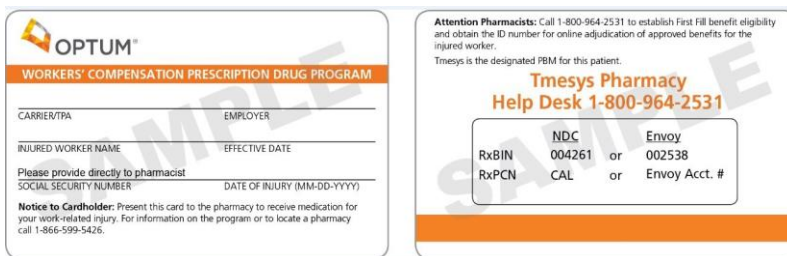 OPTUM®
WORKERS' COMPENSATION PRESCRIPTION DRUG PROGRAM
CARRIER/TPA EMPLOYER
INJURED WORKER NAME EFFECTIVE DATE
Please provide directly to pharmacist
SOCIAL SECURITY NUMBER DATE OF INJURY (MM-DD-YYYY)
Notice to Cardholder: Present this card to the pharmacy to receive medication for
your work-related injury. For information on the program or to locate a pharmacy
call 1-866-599-5426.
SAMPLE
Attention Pharmacists: Call 1-800-964-2531 to establish First Fill benefit eligibility
and obtain the ID number for online adjudication of approved benefits for the
injured worker.
Tmesys is the designated PBM for this patient.
Tmesys Pharmacy
Help Desk 1-800-964-2531
NDC Envoy
RxBIN 004261 or 002538
RxPCN CAL or Envoy Acct. #
SAMPLE